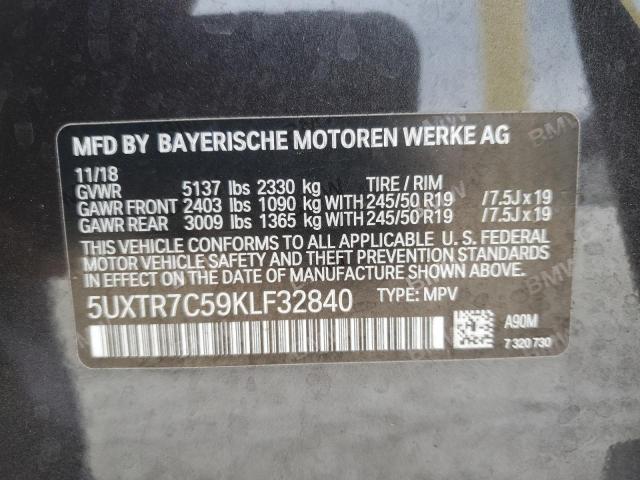 MFD BY BAYERISCHE MOTOREN WERKE AG
11/18
GVWR 5137 lbs 2330 kg TIRE / RIM
GAWR FRONT 2403 lbs 1090 kg WITH 245/50 R19 /7.5J x 19
GAWR REAR 3009 lbs 1365 kg WITH 245/50 R19 /7.5J x 19
THIS VEHICLE CONFORMS TO ALL APPLICABLE U. S. FEDERAL
MOTOR VEHICLE SAFETY AND THEFT PREVENTION STANDARDS
IN EFFECT ON THE DATE OF MANUFACTURE SHOWN ABOVE.
5UXTR7C59KLF32840 TYPE: MPV
A90M
7 320 730